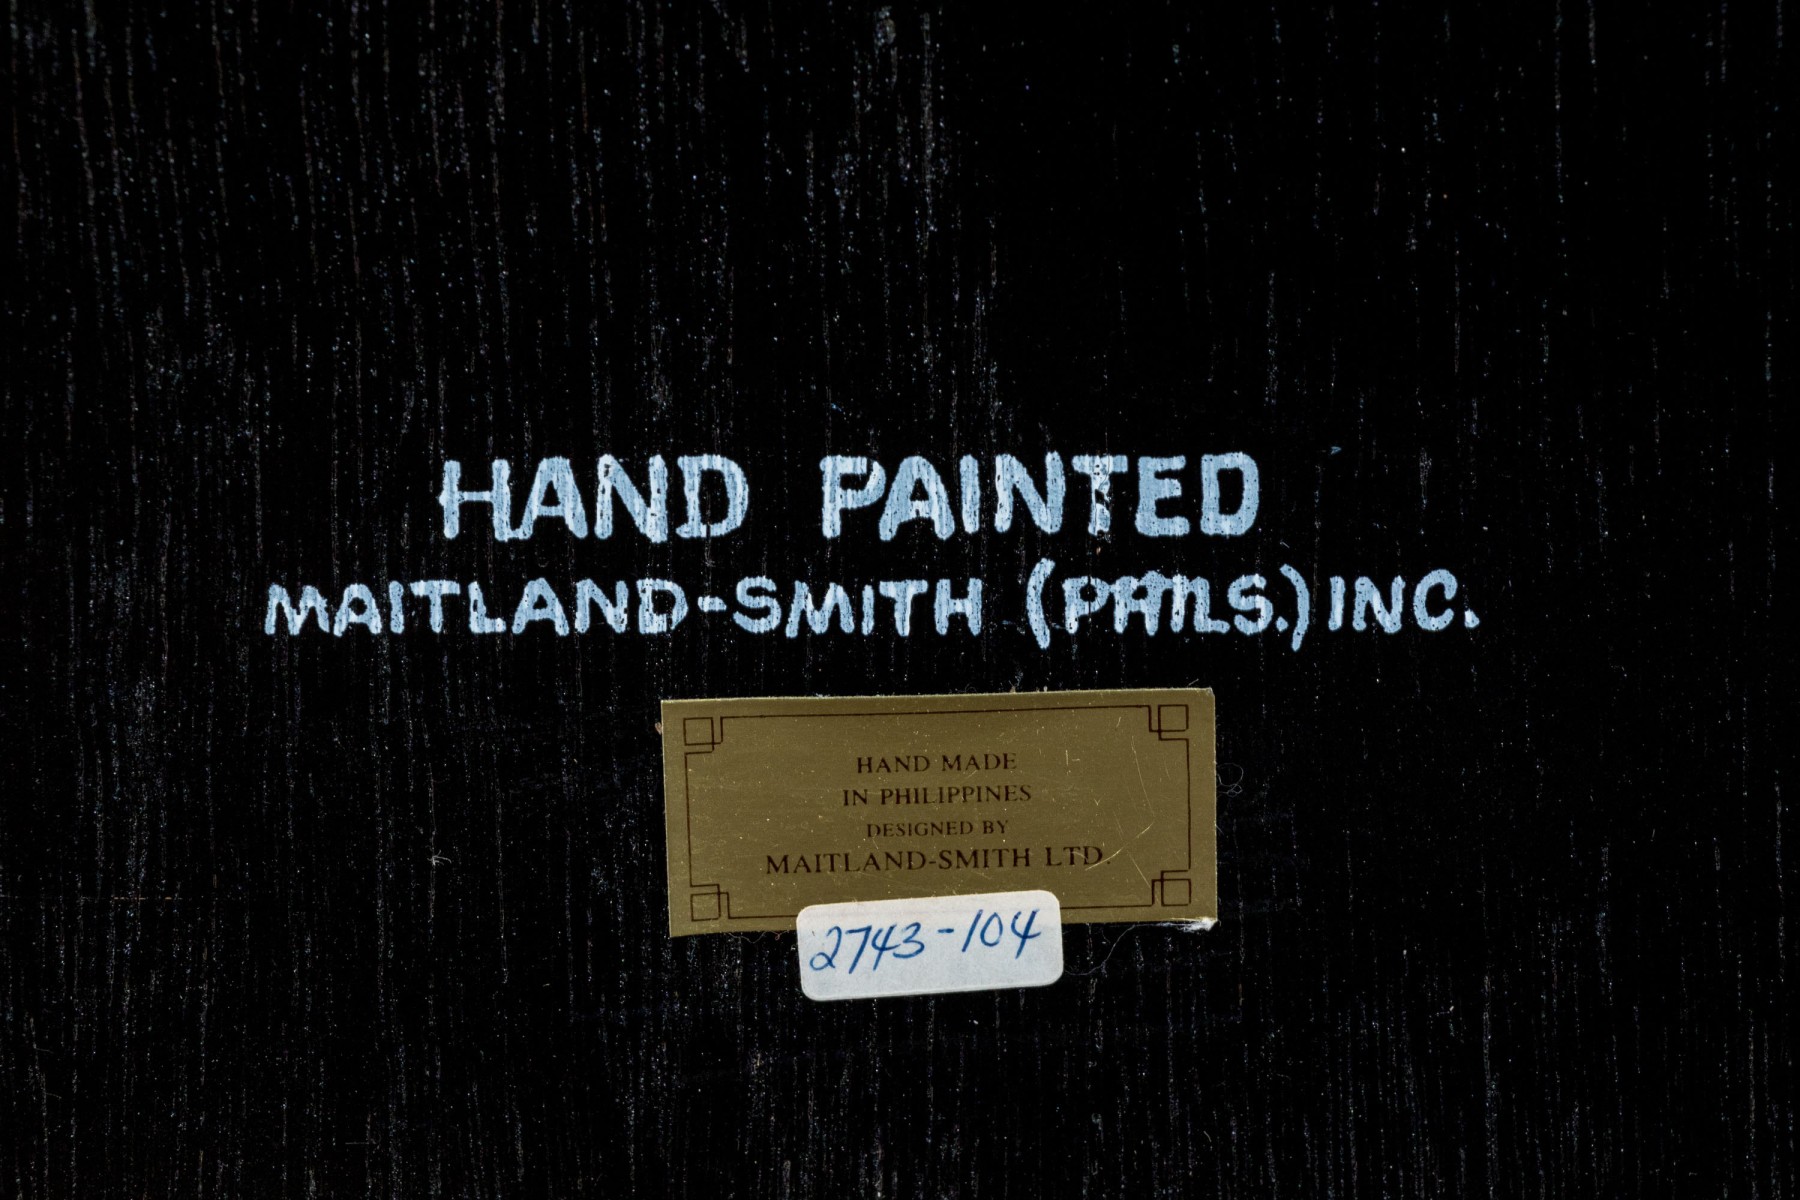 HAND PAINTED
MAITLAND-SMITH (PHILS.) INC.
HAND MADE
IN PHILIPPINES
DESIGNED BY
MAITLAND-SMITH LTD.
2743-104